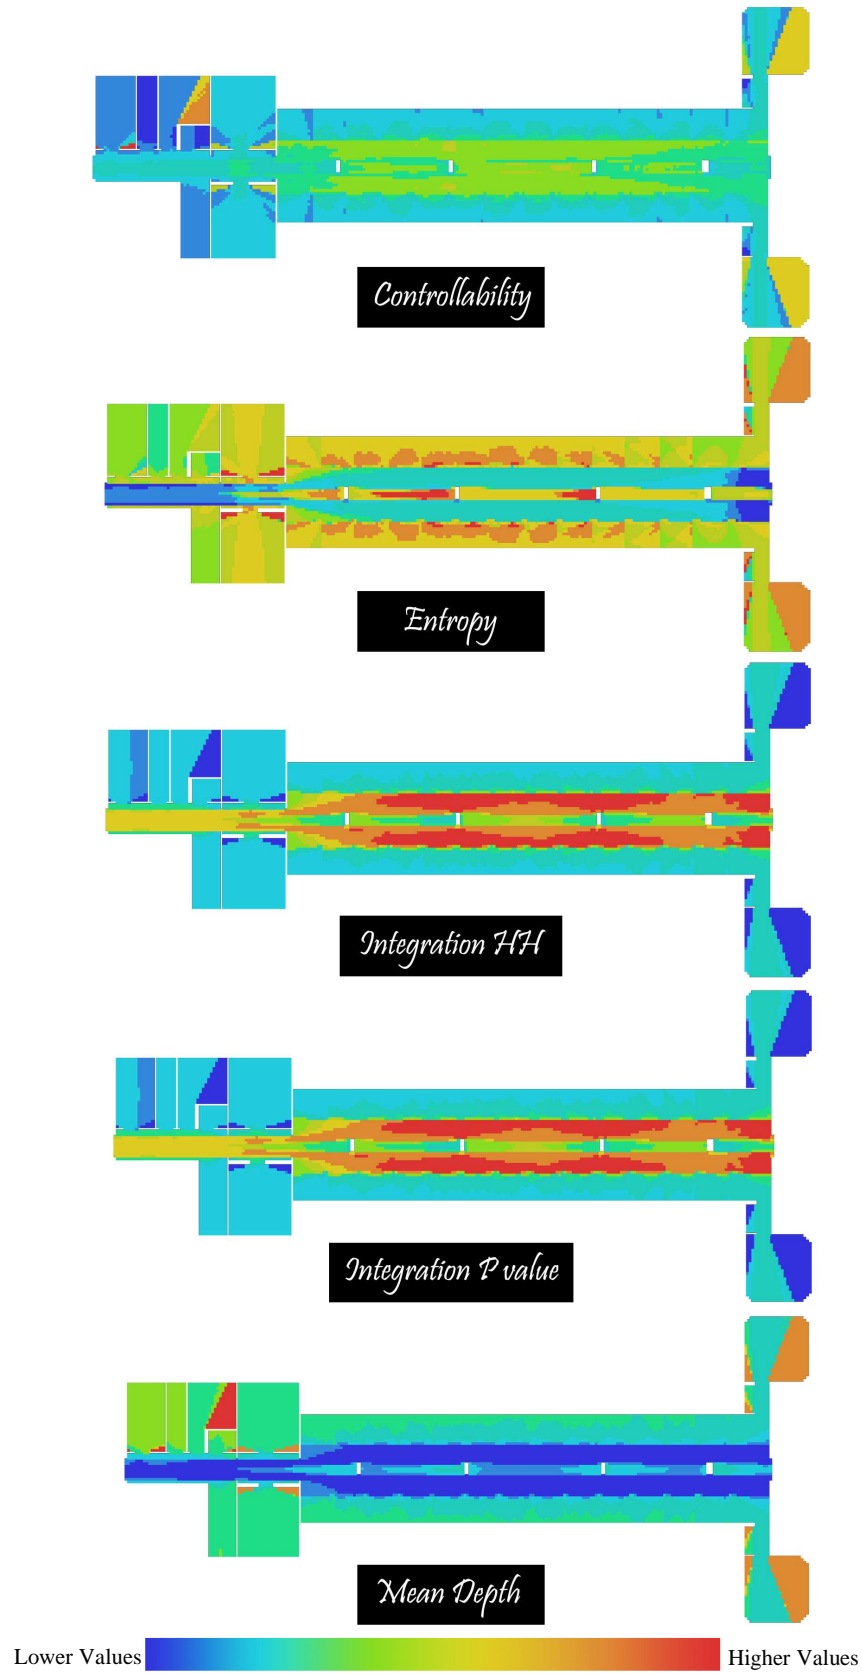 Controllability
Entropy
Integration HH
Integration P value
Mean Depth
Lower Values
Higher Values